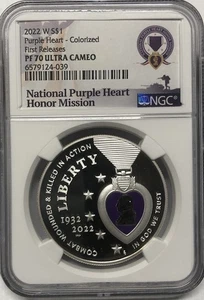 2022 W S$1
Purple Heart - Colorized
First Releases
PF 70 ULTRA CAMEO
6579124-039
National Purple Heart
Honor Mission
NGC
COMBAT WOUNDED & KILLED IN ACTION
LIBERTY
1932
2022
IN GOD WE TRUST